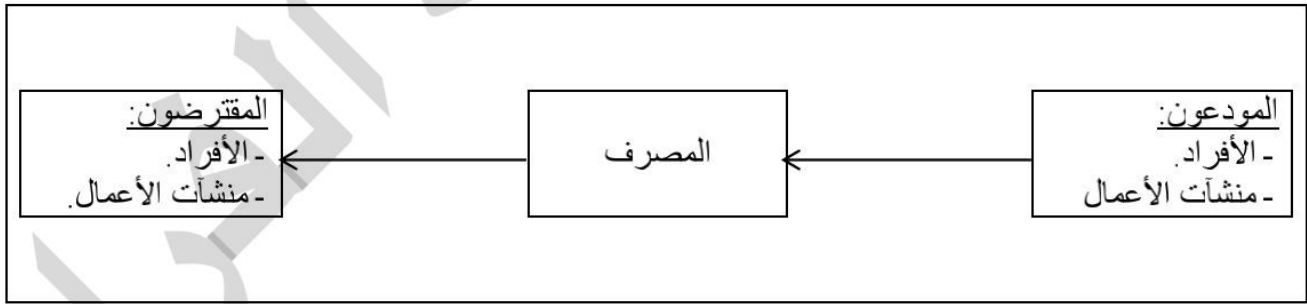 المودعون:
- الأفراد.
- منشآت الأعمال
المصرف
المقترضون:
- الأفراد.
- منشآت الأعمال.